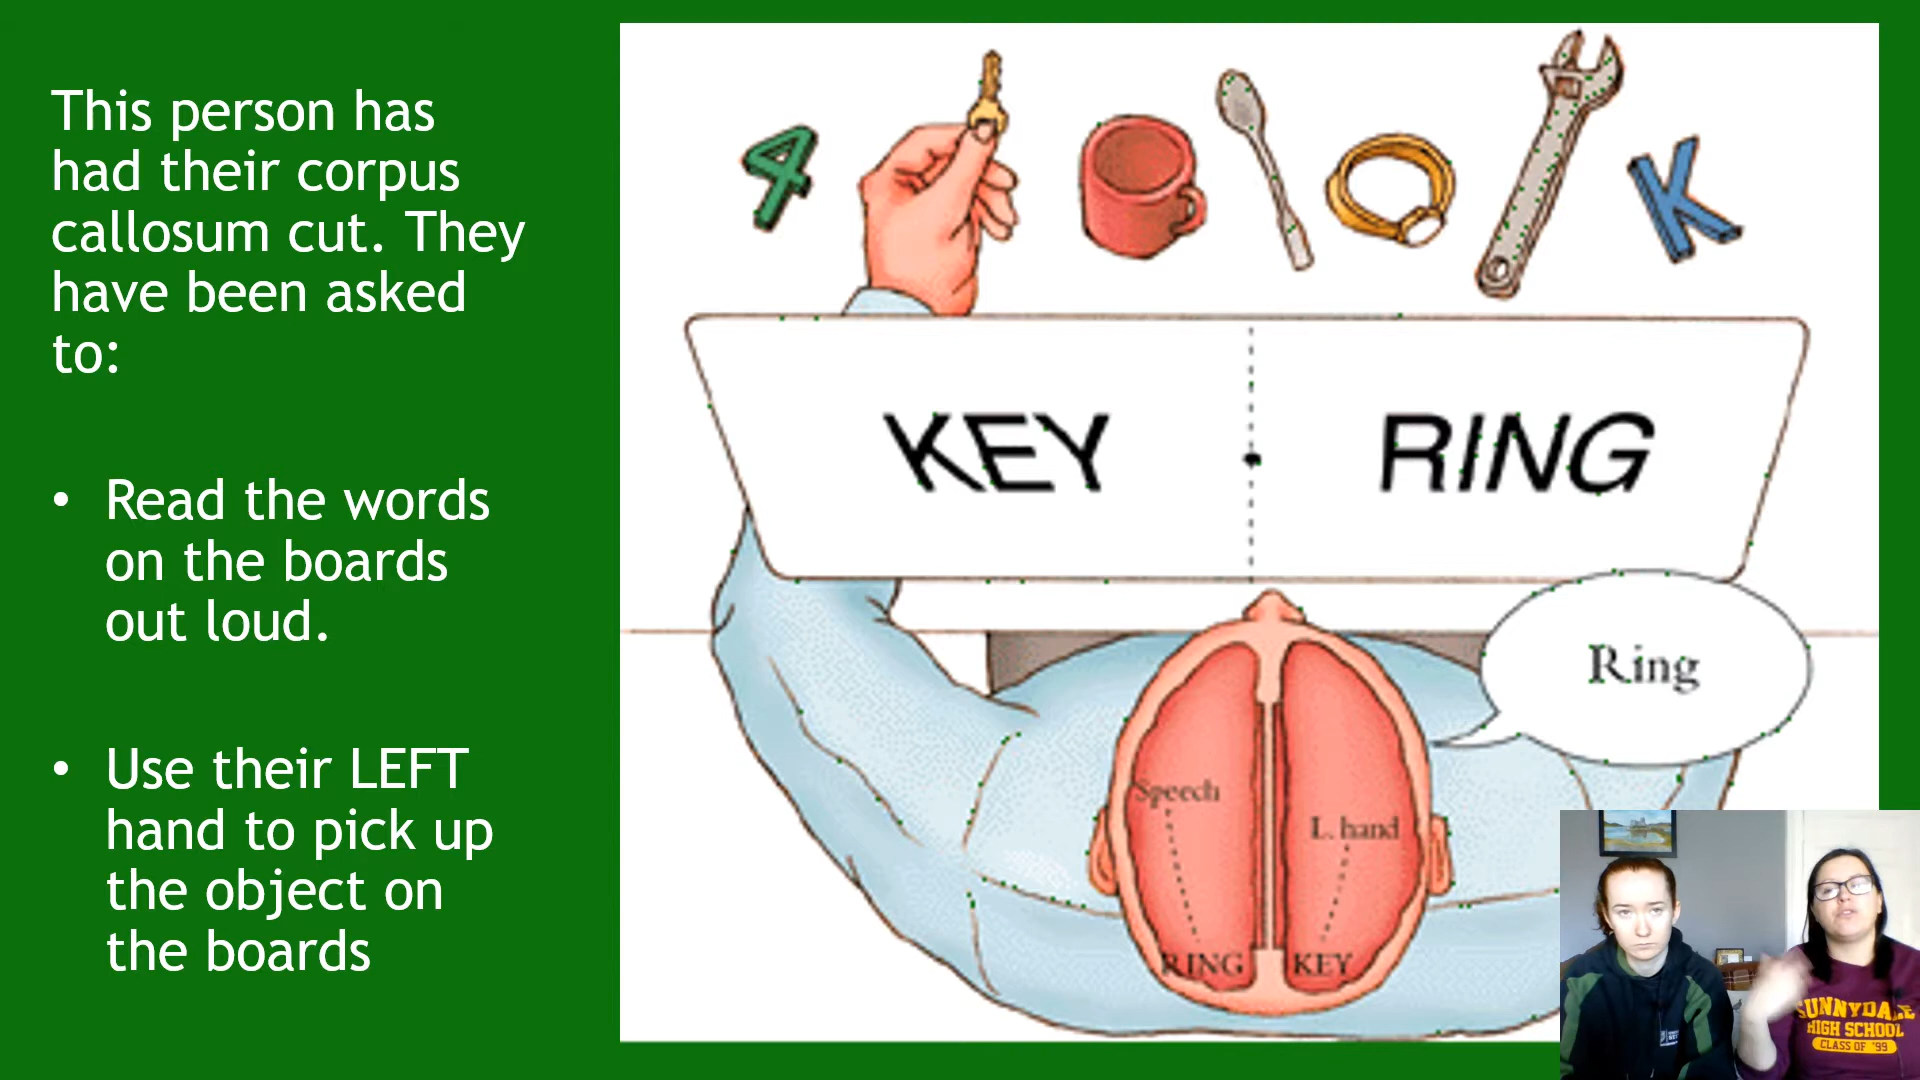 This person has
had their corpus
callosum cut. They
have been asked
to:
• Read the words
on the boards
out loud.
• Use their LEFT
hand to pick up
the object on
the boards
4
K
KEY • RING
Ring
Speech
L. hand
RING
KEY
SUNNYDALE
HIGH SCHOOL
CLASS OF '99